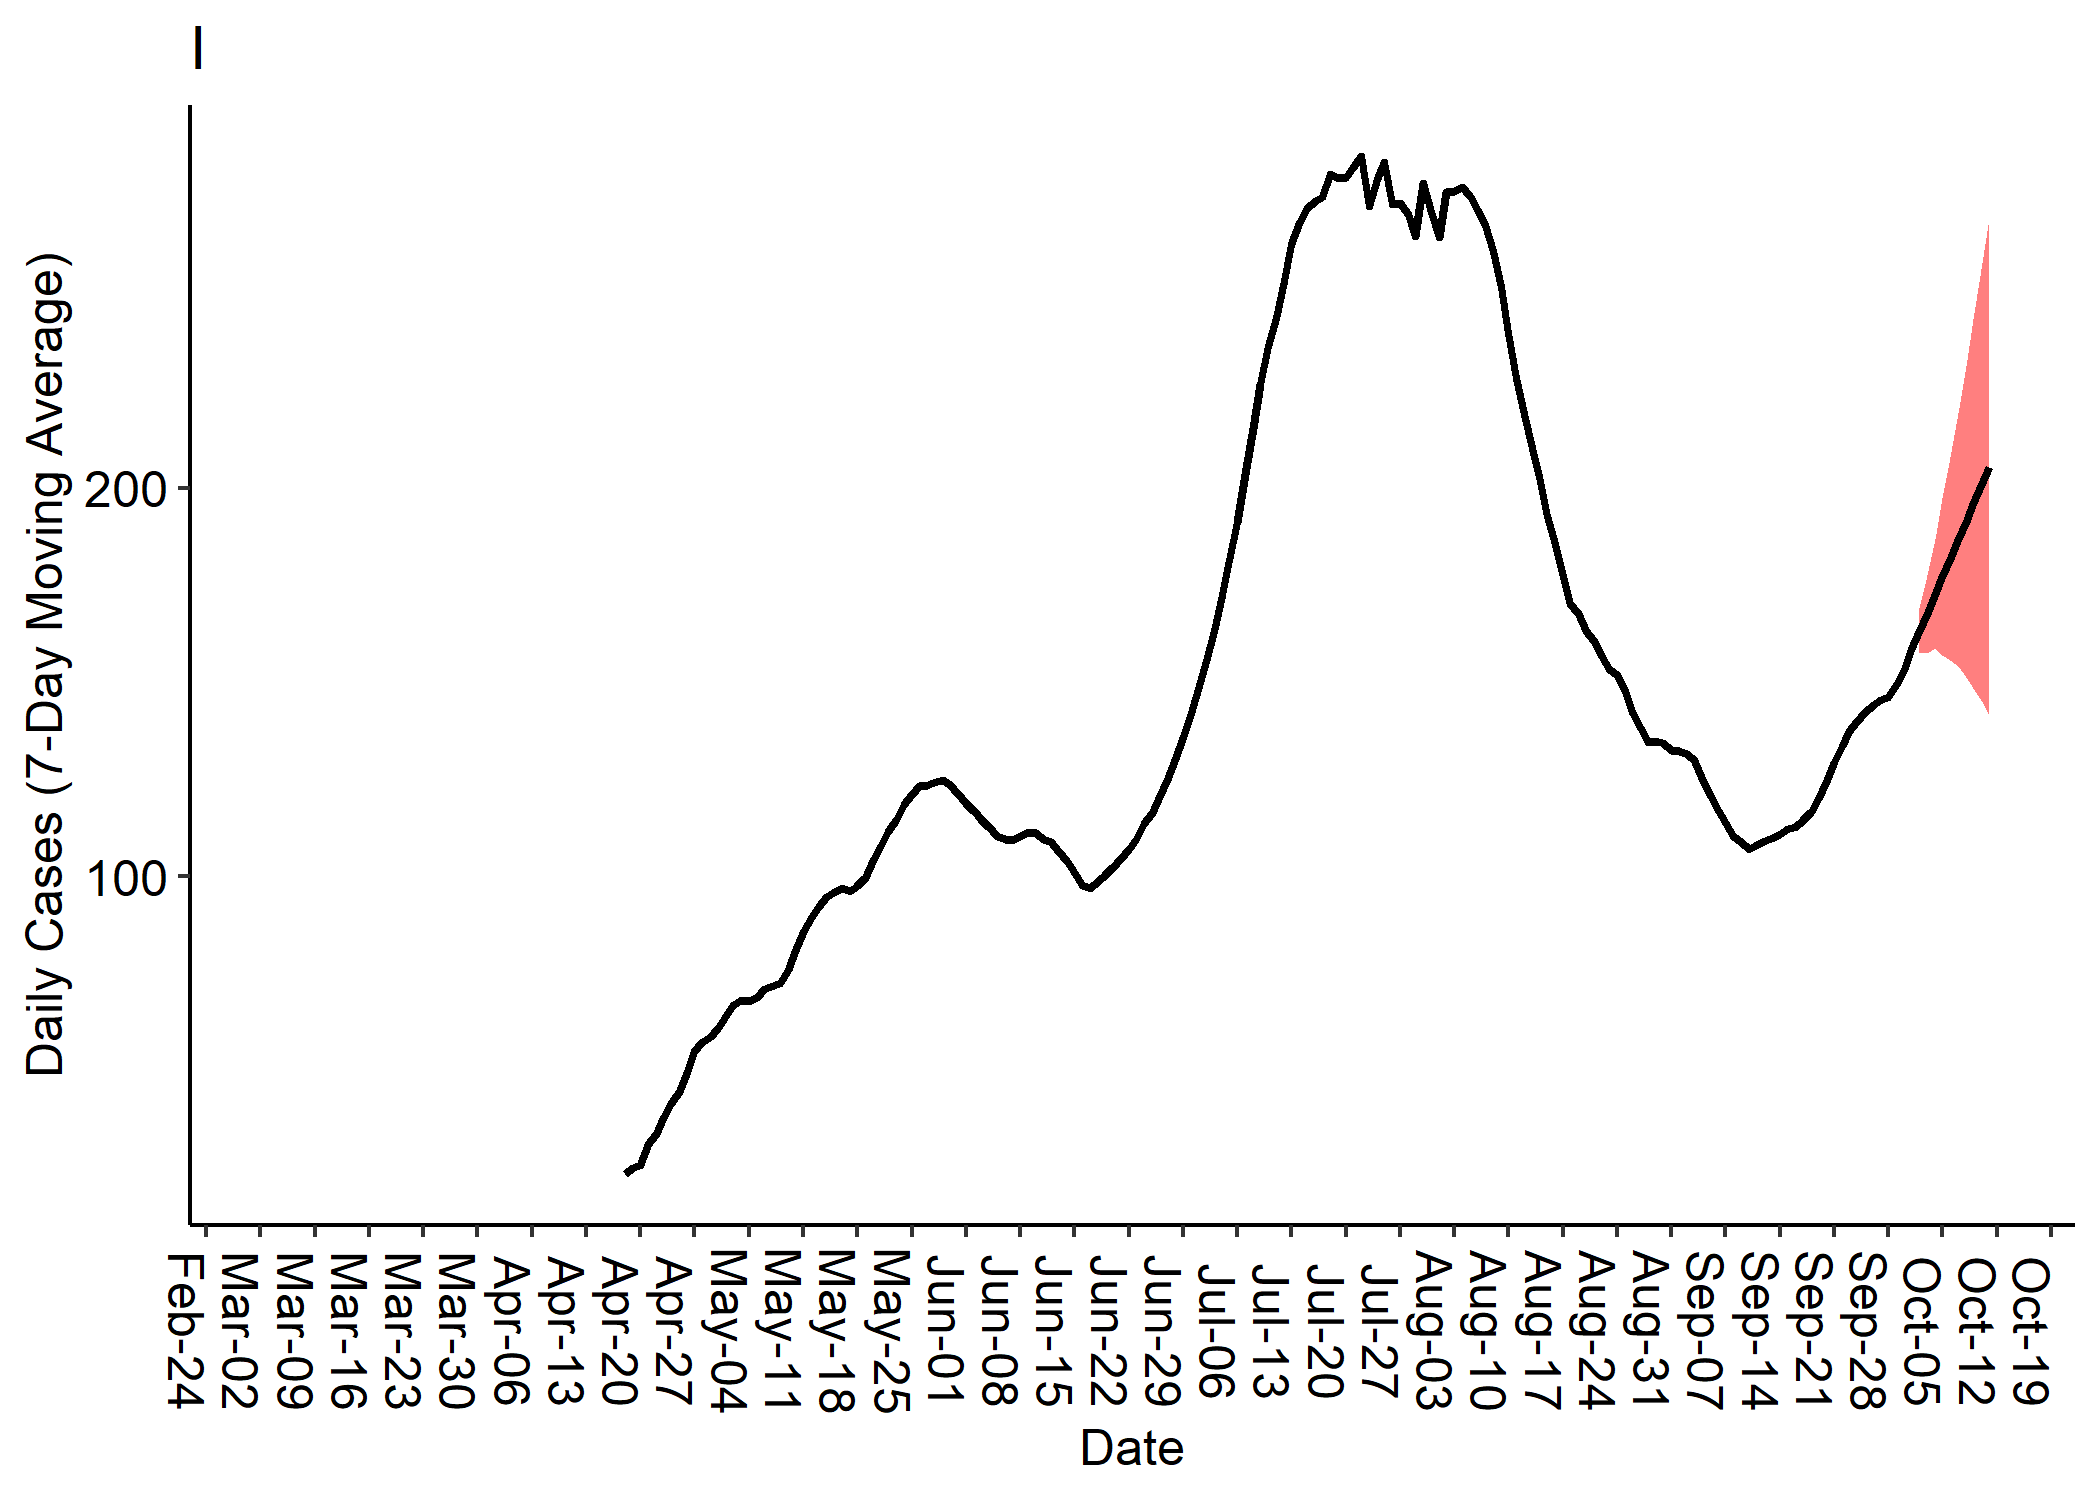 I
Daily Cases (7-Day Moving Average)
200
100
Feb-24
Mar-02
Mar-09
Mar-16
Mar-23
Mar-30
Apr-06
Apr-13
Apr-20
Apr-27
May-04
May-11
May-18
May-25
Jun-01
Jun-08
Jun-15
Jun-22
Jun-29
Jul-06
Jul-13
Jul-20
Jul-27
Aug-03
Aug-10
Aug-17
Aug-24
Aug-31
Sep-07
Sep-14
Sep-21
Sep-28
Oct-05
Oct-12
Oct-19
Date